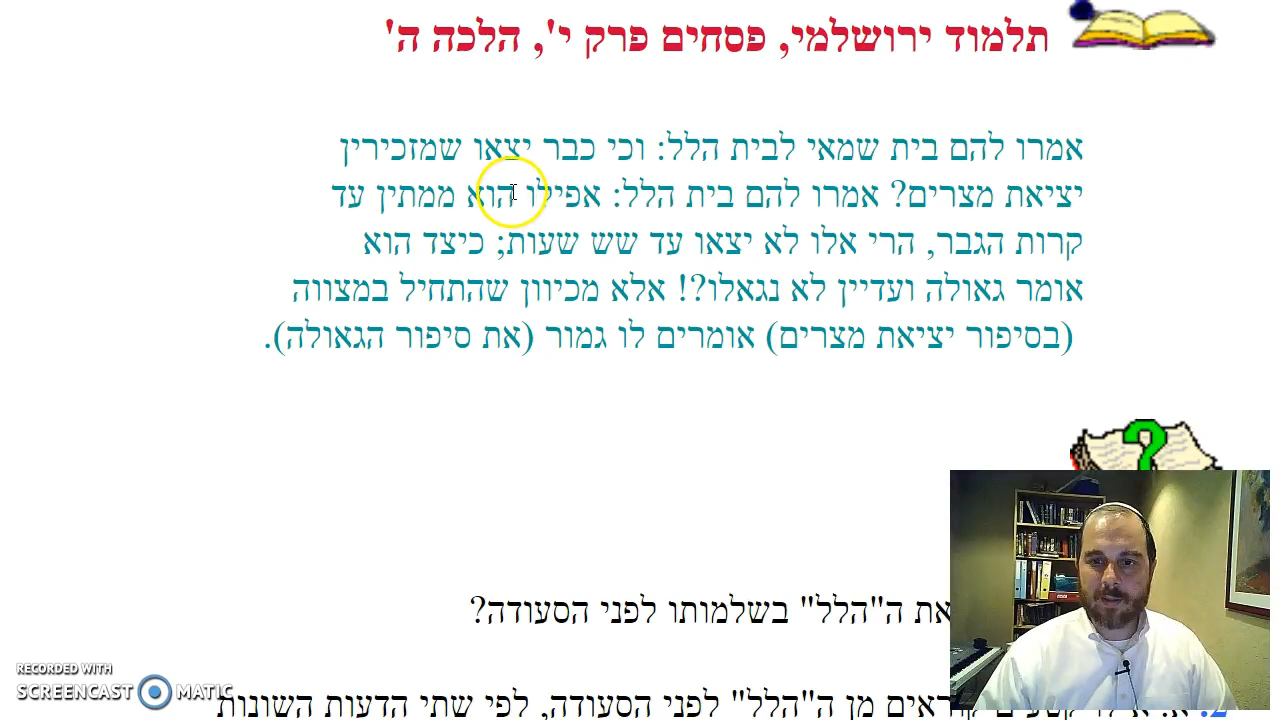 תלמוד ירושלמי, פסחים פרק י', הלכה ה'
אמרו להם בית שמאי לבית הלל: וכי כבר יצאו שמזכירין
יציאת מצרים? אמרו להם בית הלל: אפילו הוא ממתין עד
קרות הגבר, הרי אלו לא יצאו עד שש שעות; כיצד הוא
אומר גאולה ועדיין לא נגאלו?! אלא מכיוון שהתחיל במצווה
(בסיפור יציאת מצרים) אומרים לו גמור (את סיפור הגאולה).
את ה"הלל" בשלמותו לפני הסעודה?
מן ה"הלל" לפני הסעודה, לפי שתי הדעות השונות
RECORDED WITH
SCREENCAST MATIC